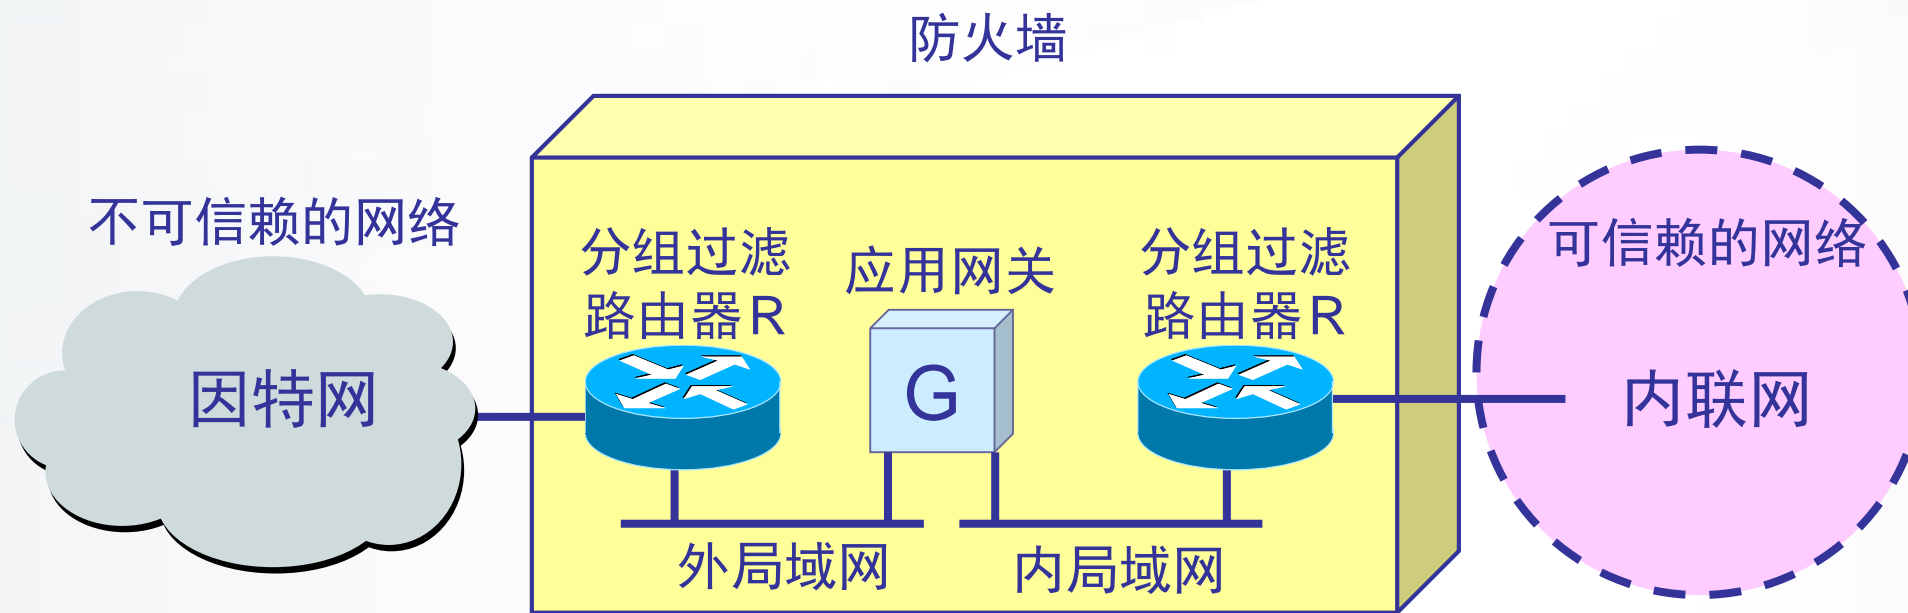 防火墙
不可信赖的网络
因特网
分组过滤
路由器R
应用网关
G
分组过滤
路由器R
外局域网
内局域网
可信赖的网络
内联网